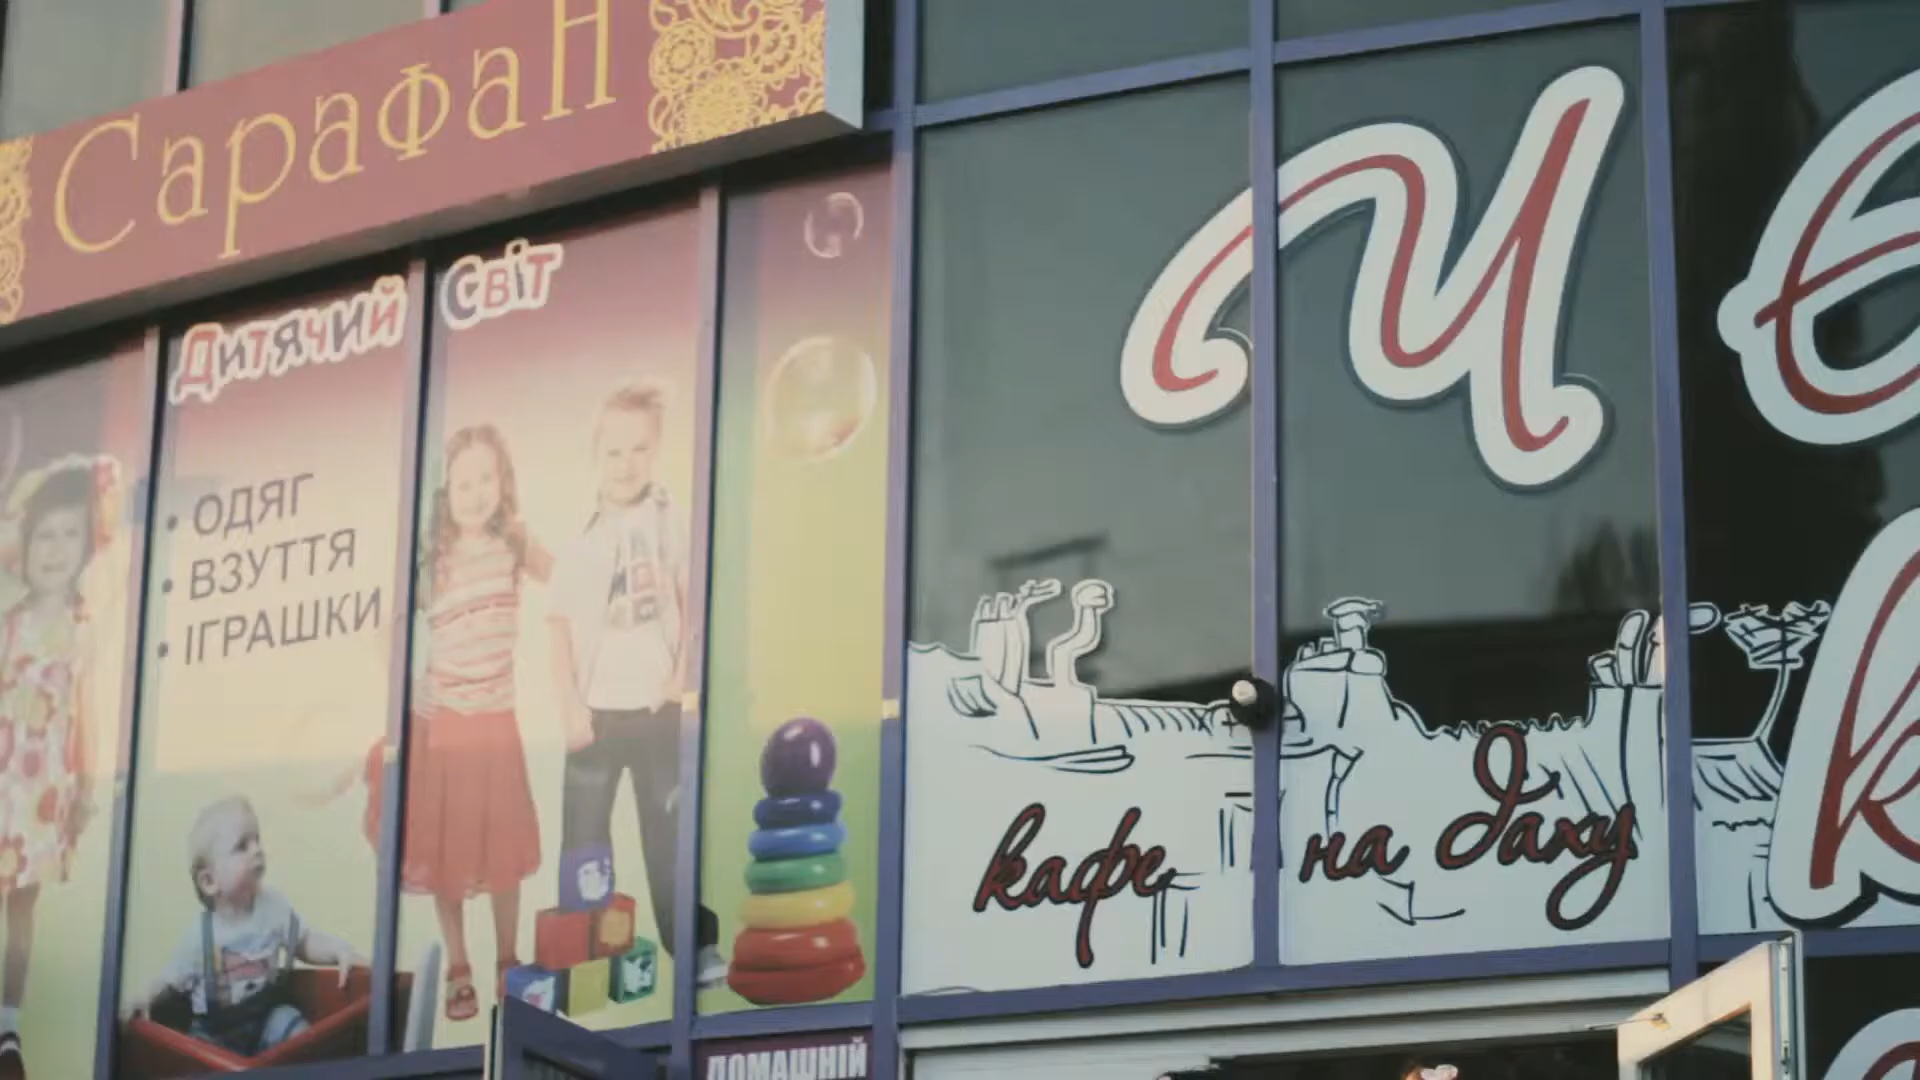 Сарафан
Дитячий Світ
• ОДЯГ
• ВЗУТТЯ
• ІГРАШКИ
кафе на даху
ДОМАШНІЙ